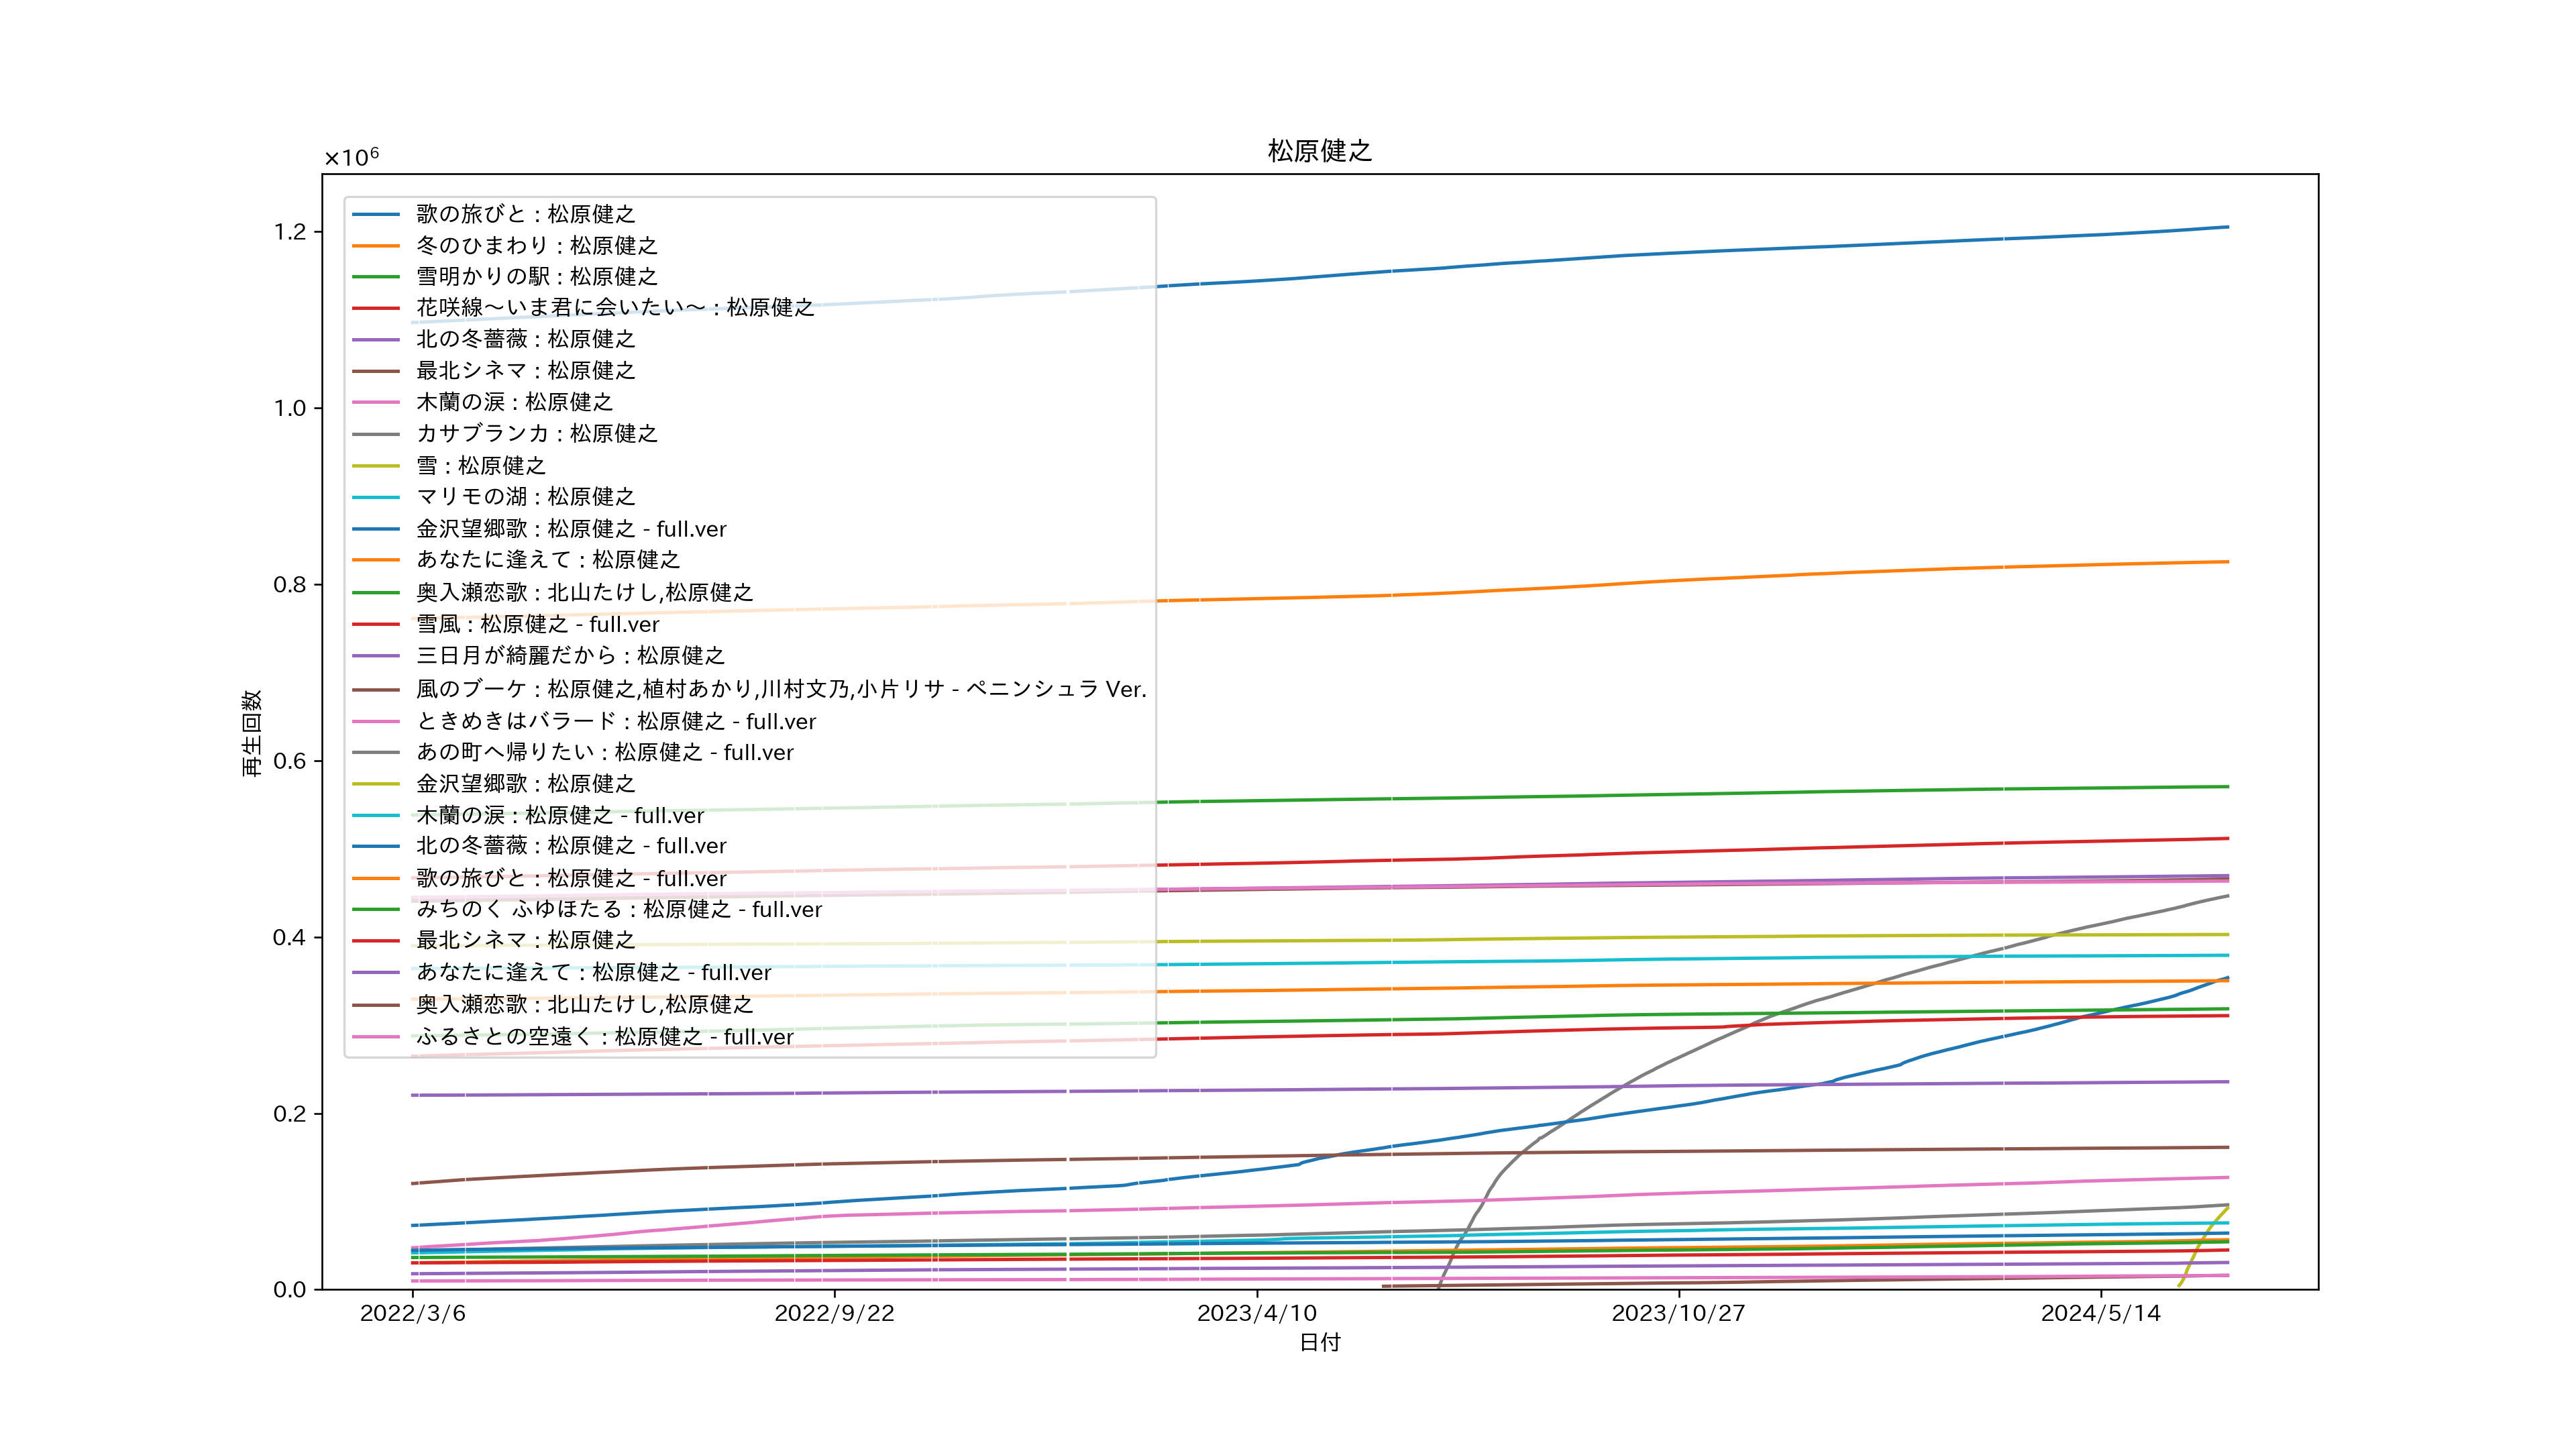 松原健之
×10⁶
1.2
1.0
0.8
0.6
0.4
0.2
0.0
再生回数
歌の旅びと : 松原健之
冬のひまわり : 松原健之
雪明かりの駅 : 松原健之
花咲線～いま君に会いたい～ : 松原健之
北の冬薔薇 : 松原健之
最北シネマ : 松原健之
木蘭の涙 : 松原健之
カサブランカ : 松原健之
雪 : 松原健之
マリモの湖 : 松原健之
金沢望郷歌 : 松原健之 - full.ver
あなたに逢えて : 松原健之
奥入瀬恋歌 : 北山たけし,松原健之
雪風 : 松原健之 - full.ver
三日月が綺麗だから : 松原健之
風のブーケ : 松原健之,植村あかり,川村文乃,小片リサ - ペニンシュラ Ver.
ときめきはバラード : 松原健之 - full.ver
あの町へ帰りたい : 松原健之 - full.ver
金沢望郷歌 : 松原健之
木蘭の涙 : 松原健之 - full.ver
北の冬薔薇 : 松原健之 - full.ver
歌の旅びと : 松原健之 - full.ver
みちのく ふゆほたる : 松原健之 - full.ver
最北シネマ : 松原健之
あなたに逢えて : 松原健之 - full.ver
奥入瀬恋歌 : 北山たけし,松原健之
ふるさとの空遠く : 松原健之 - full.ver
2022/3/6 2022/9/22 2023/4/10 2023/10/27 2024/5/14
日付